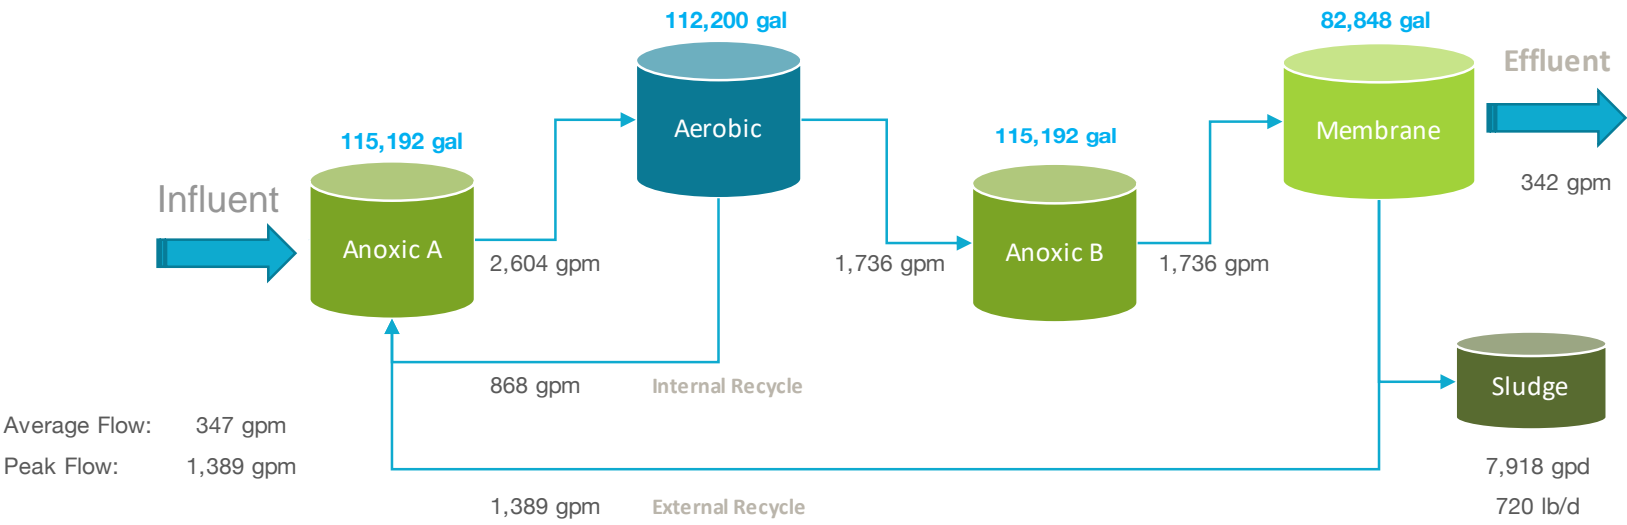 112,200 gal
82,848 gal
Effluent
Aerobic
Membrane
115,192 gal
115,192 gal
342 gpm
Influent
Anoxic A
Anoxic B
2,604 gpm
1,736 gpm
1,736 gpm
868 gpm
Internal Recycle
Sludge
Average Flow: 347 gpm
Peak Flow: 1,389 gpm
7,918 gpd
1,389 gpm
External Recycle
720 lb/d